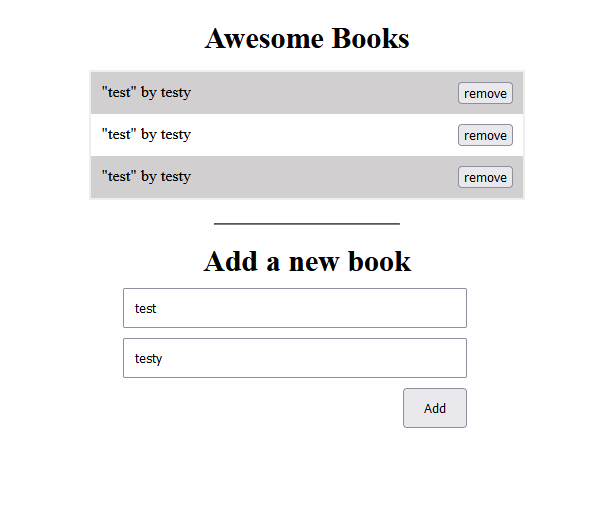 Awesome Books
"test" by testy remove
"test" by testy remove
"test" by testy remove
Add a new book
test
testy
Add